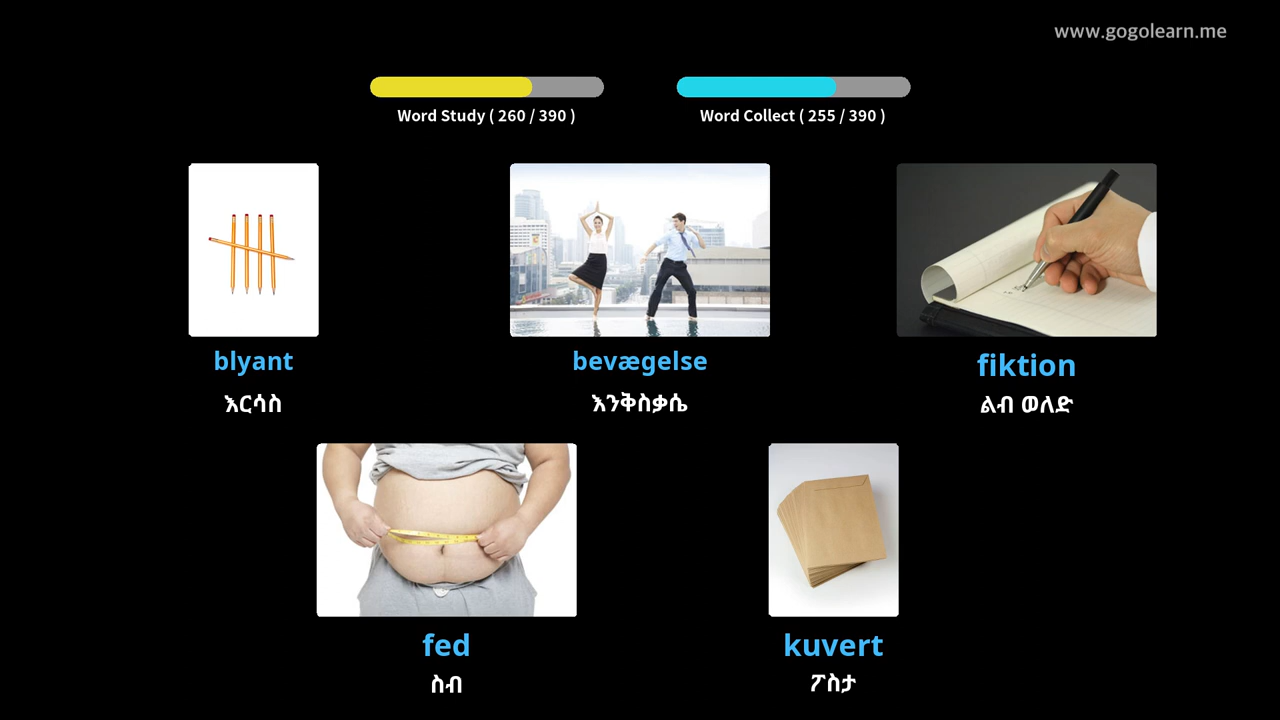 www.gogolearn.me
Word Study ( 260 / 390 )
Word Collect ( 255 / 390 )
blyant
እርሳስ
bevægelse
እንቅስቃሴ
fiktion
ልብ ወለድ
fed
ስብ
kuvert
ፖስታ